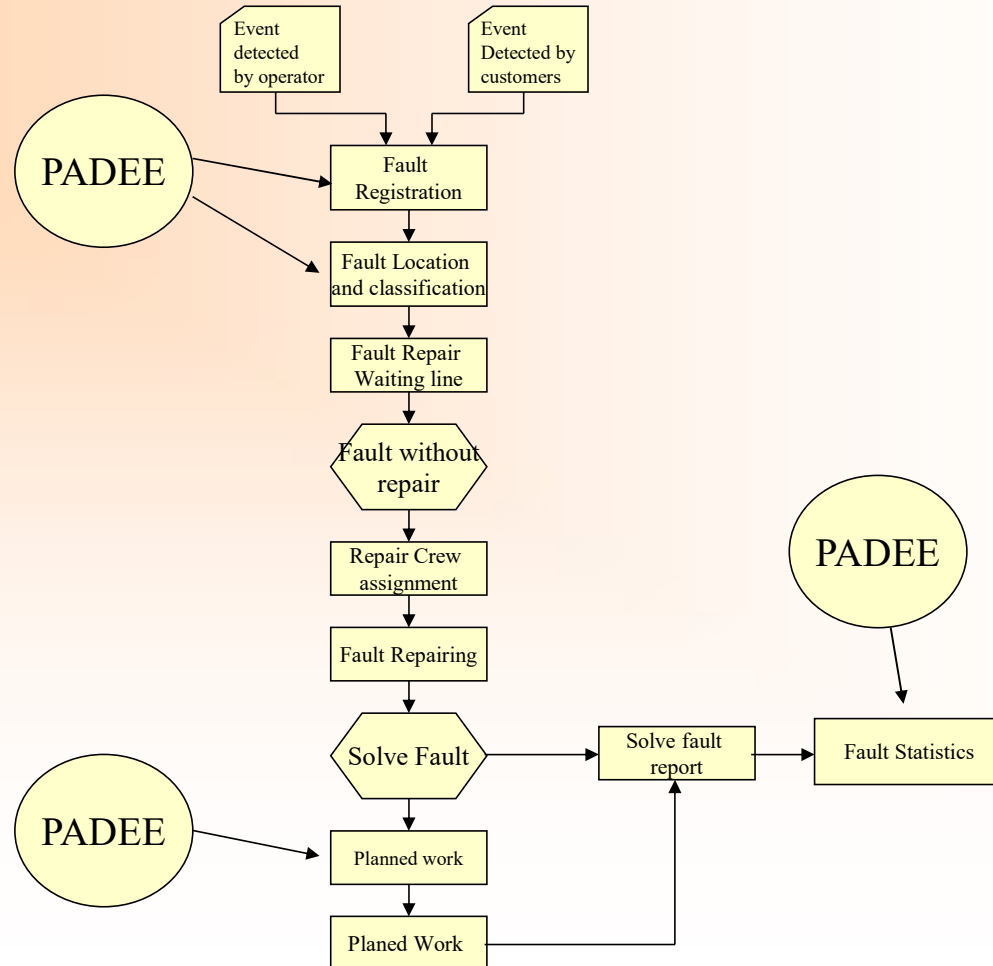 Event
detected
by operator
Event
Detected by
customers
PADEE
Fault
Registration
Fault Location
and classification
Fault Repair
Waiting line
Fault without
repair
Repair Crew
assignment
PADEE
Fault Repairing
Solve Fault
Solve fault
report
Fault Statistics
PADEE
Planned work
Planed Work